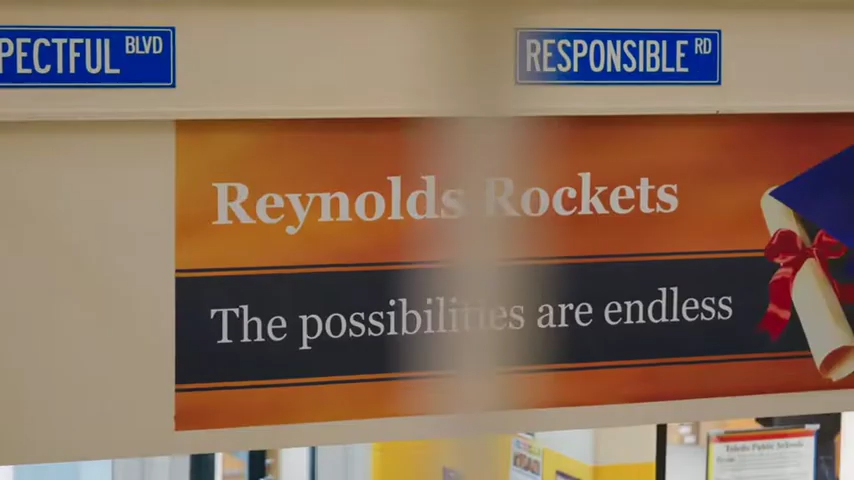 PECTFUL BLVD
RESPONSIBLE RD
Reynolds Rockets
The possibilities are endless
Toledo Public Schools